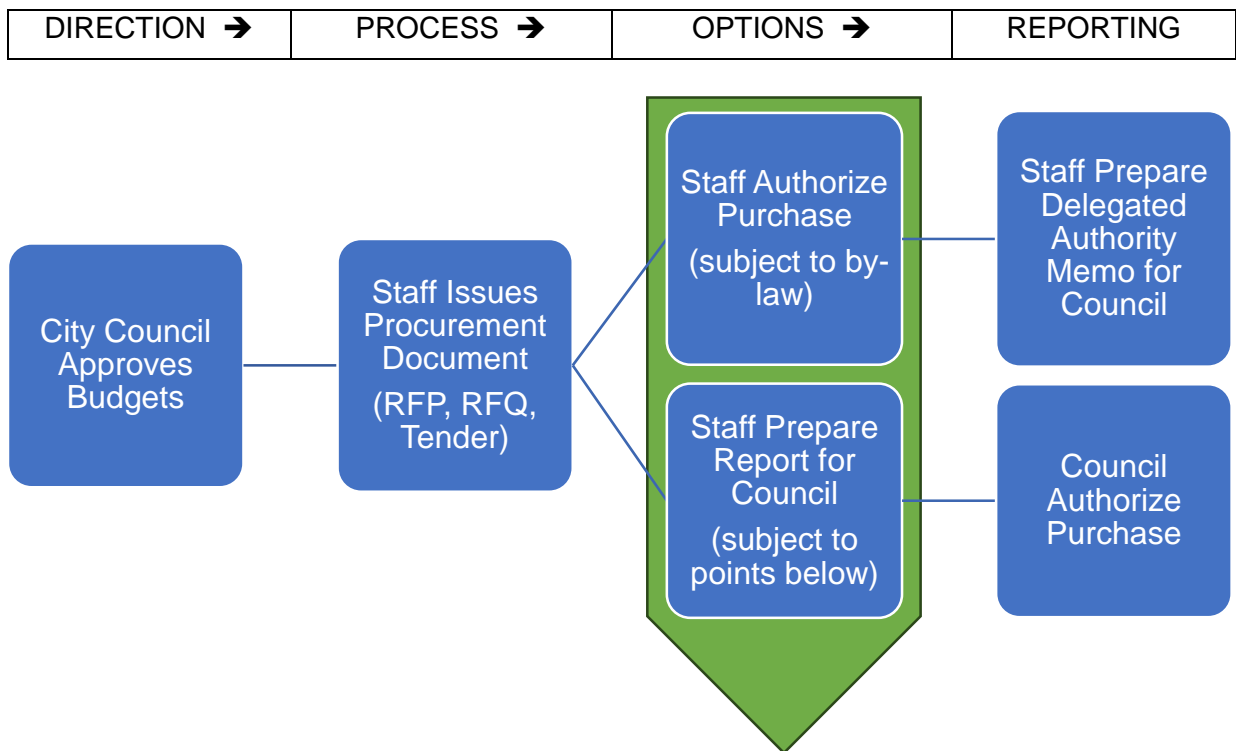 DIRECTION ➔
PROCESS ➔
OPTIONS ➔
REPORTING
City Council
Approves
Budgets
Staff Issues
Procurement
Document
(RFP, RFQ,
Tender)
Staff Authorize
Purchase
(subject to by-
law)
Staff Prepare
Report for
Council
(subject to
points below)
Staff Prepare
Delegated
Authority
Memo for
Council
Council
Authorize
Purchase